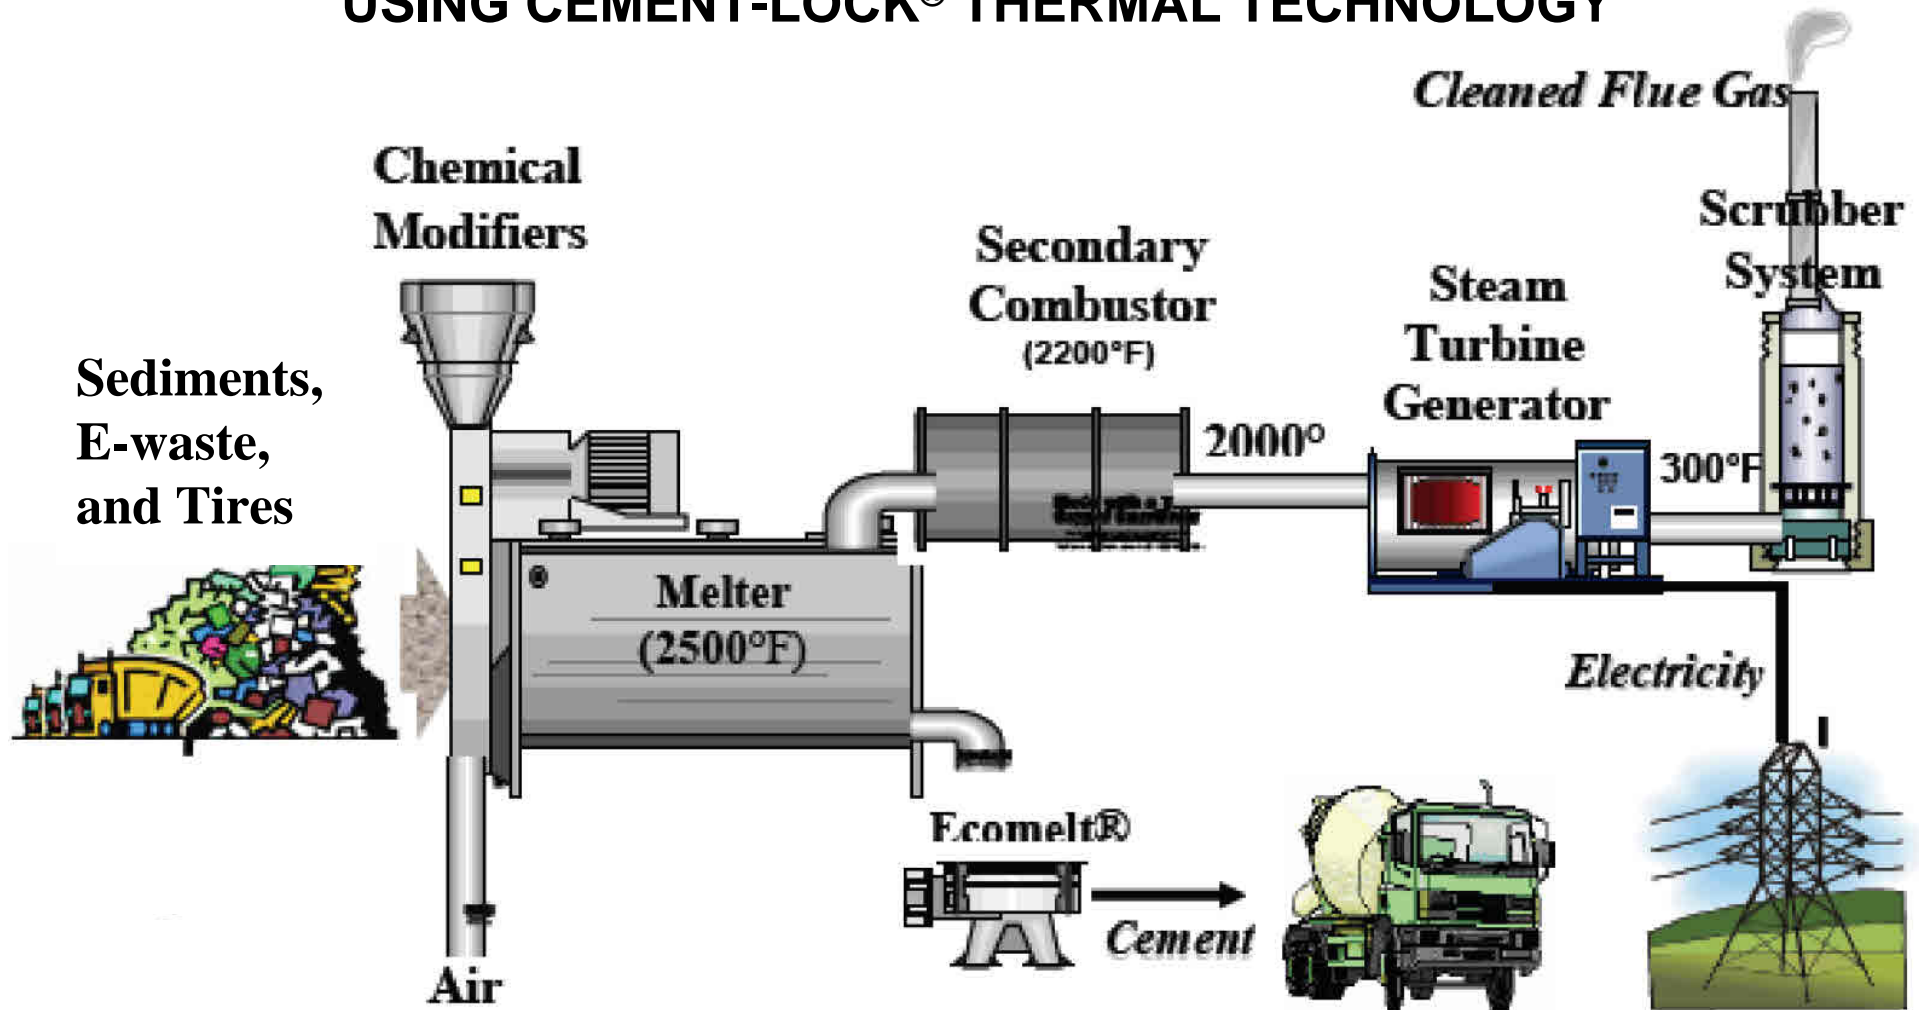 USING CEMENT-LOCK® THERMAL TECHNOLOGY
Cleaned Flue Gas
Chemical
Modifiers
Scrubber
System
Secondary
Combustor
(2200°F)
Steam
Turbine
Generator
Sediments,
E-waste,
and Tires
2000°
300°F
Melter
(2500°F)
Electricity
Ecomelt®
Cement
Air